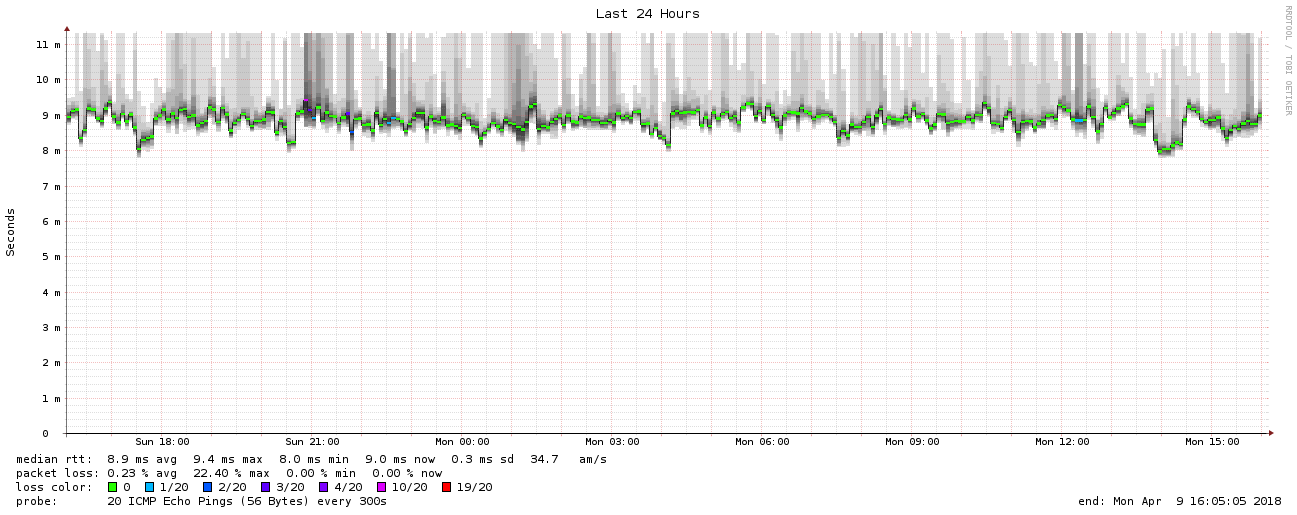 Last 24 Hours
RRDTOOL / TOBI OETIKER
Seconds
11 m
10 m
9 m
8 m
7 m
6 m
5 m
4 m
3 m
2 m
1 m
0
Sun 18:00 Sun 21:00 Mon 00:00 Mon 03:00 Mon 06:00 Mon 09:00 Mon 12:00 Mon 15:00
median rtt: 8.9 ms avg 9.4 ms max 8.0 ms min 9.0 ms now 0.3 ms sd 34.7 am/s
packet loss: 0.23 % avg 22.40 % max 0.00 % min 0.00 % now
loss color: 0 1/20 2/20 3/20 4/20 10/20 19/20
probe: 20 ICMP Echo Pings (56 Bytes) every 300s end: Mon Apr 9 16:05:05 2018